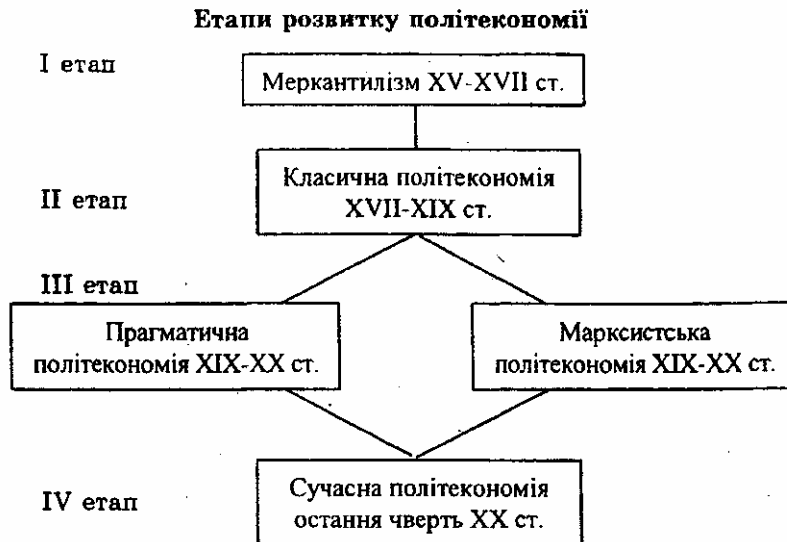 Етапи розвитку політекономії
I етап
Меркантилізм XV-XVII ст.
II етап
Класична політекономія
XVII-XIX ст.
III етап
Прагматична
політекономія XIX-XX ст.
Марксистська
політекономія XIX-XX ст.
IV етап
Сучасна політекономія
остання чверть XX ст.